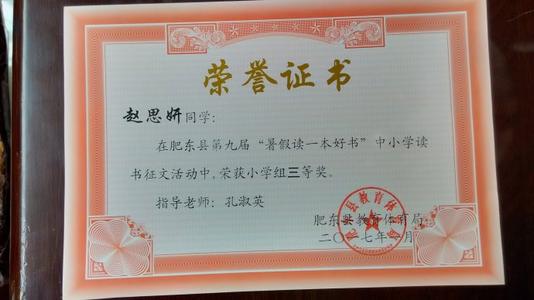 荣誉证书
赵思妍同学:
在肥东县第九届“暑假读一本好书”中小学读
书征文活动中,荣获小学组三等奖。
指导老师: 孔淑英
肥东县教育体育局
二〇一七年 月